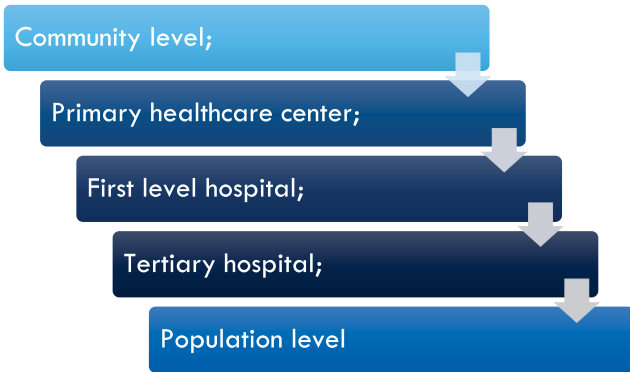 Community level;
Primary healthcare center;
First level hospital;
Tertiary hospital;
Population level